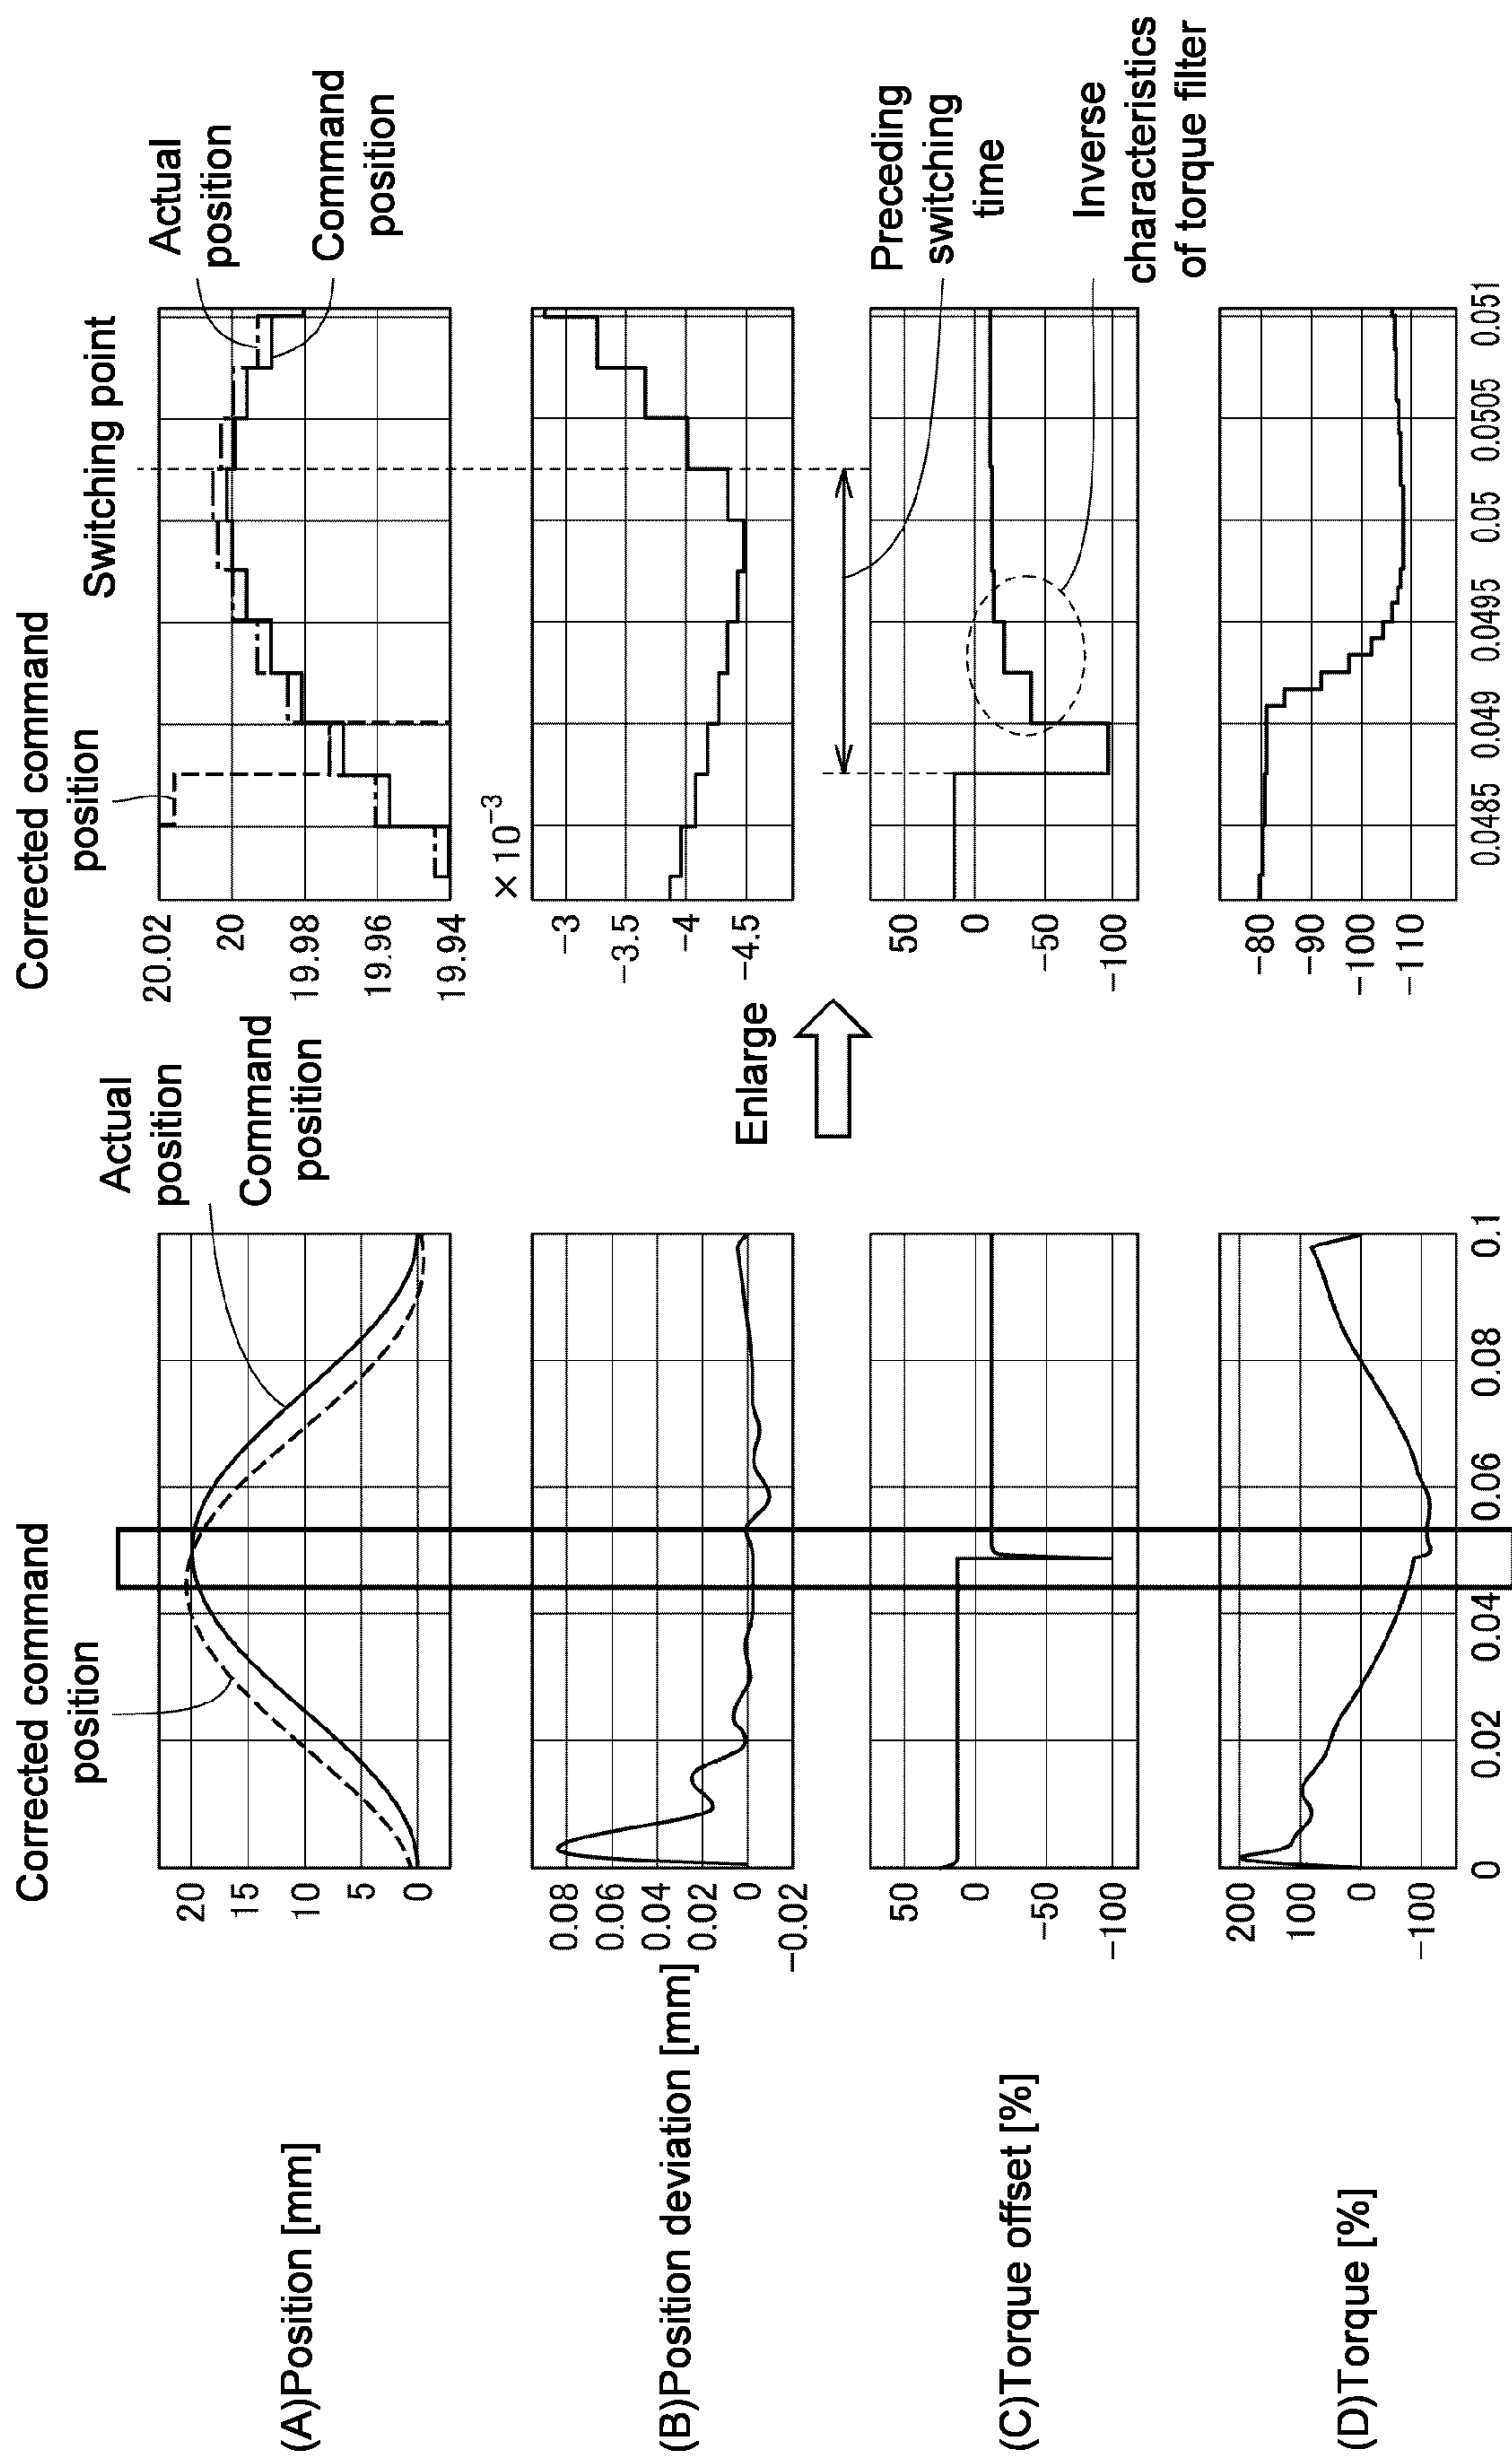 Corrected command
position
Actual
position
Command
position
Corrected command
position
Switching point
Actual
position
Command
position
(A)Position [mm]
20
15
10
5
0
20.02
20
19.98
19.96
19.94
(B)Position deviation [mm]
0.08
0.06
0.04
0.02
0
−0.02
×10−3
−3
−3.5
−4
−4.5
Enlarge
(C)Torque offset [%]
50
0
−50
−100
50
0
−50
−100
Preceding
switching
time
Inverse
characteristics
of torque filter
(D)Torque [%]
200
100
0
−100
0 0.02 0.04 0.06 0.08 0.1
−80
−90
−100
−110
0.0485 0.049 0.0495 0.05 0.0505 0.051